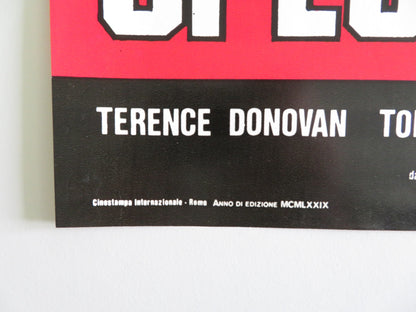 TERENCE DONOVAN
Cinestampa Internazionale - Roma ANNO DI EDIZIONE MCMLXXIX